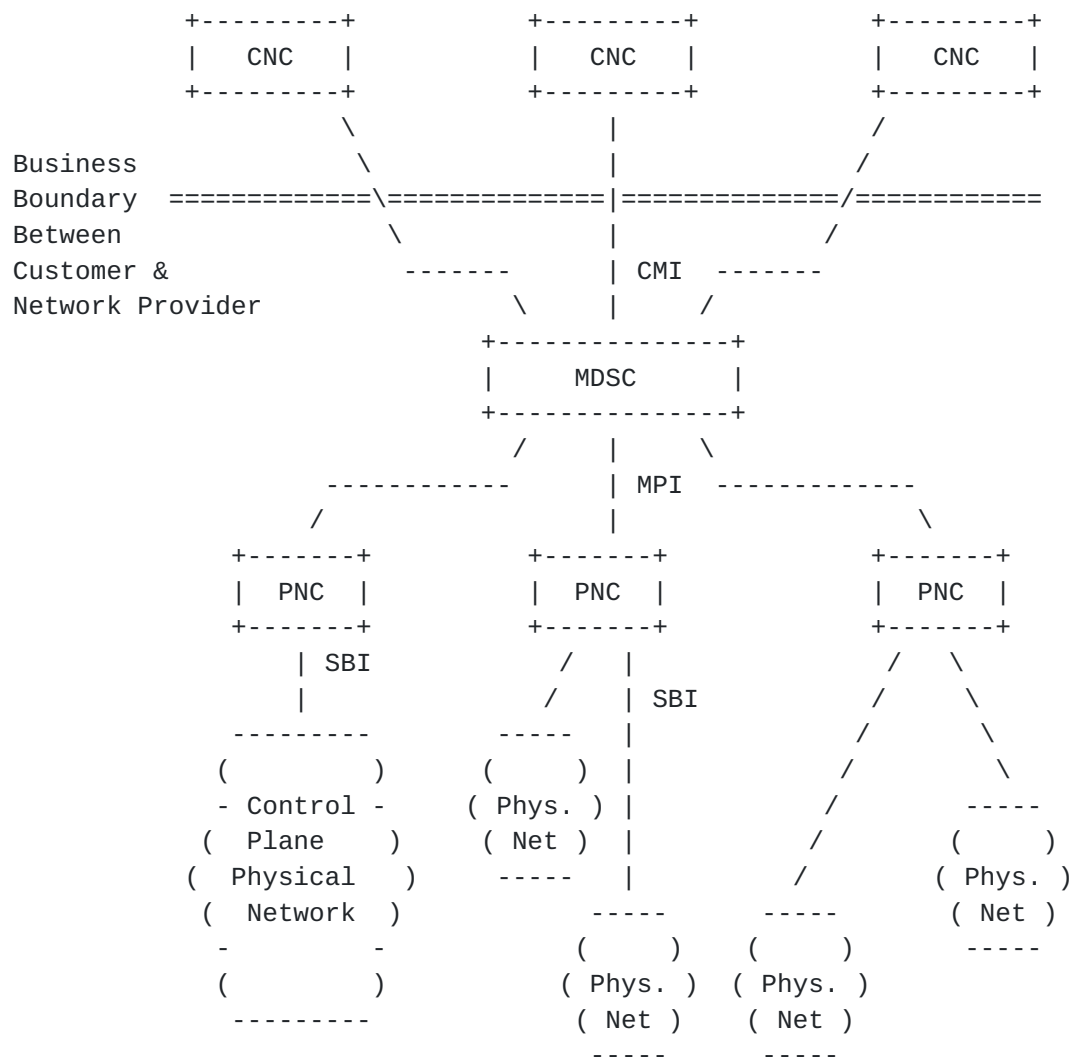 CNC CNC CNC
Business
Boundary
Between
Customer & CMI
Network Provider
MDSC
MPI
PNC PNC PNC
SBI
SBI
Control Phys.
Plane Net
Physical Phys.
Network Net
Phys. Phys.
Net Net